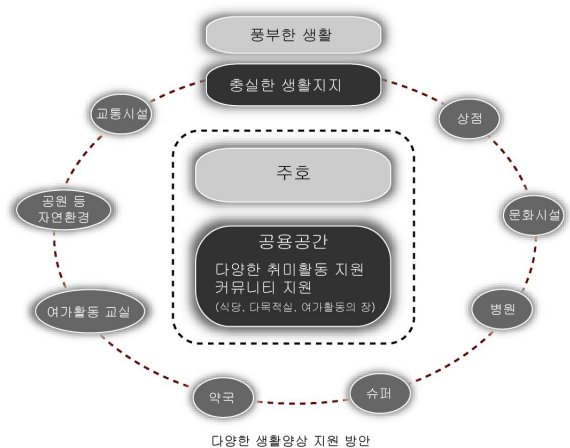 풍부한 생활
충실한 생활지지
교통시설
상점
주호
공원 등
자연환경
문화시설
공용공간
다양한 취미활동 지원
커뮤니티 지원
(식당, 다목적실, 여가활동의 장)
여가활동 교실
병원
약국
슈퍼
다양한 생활양상 지원 방안